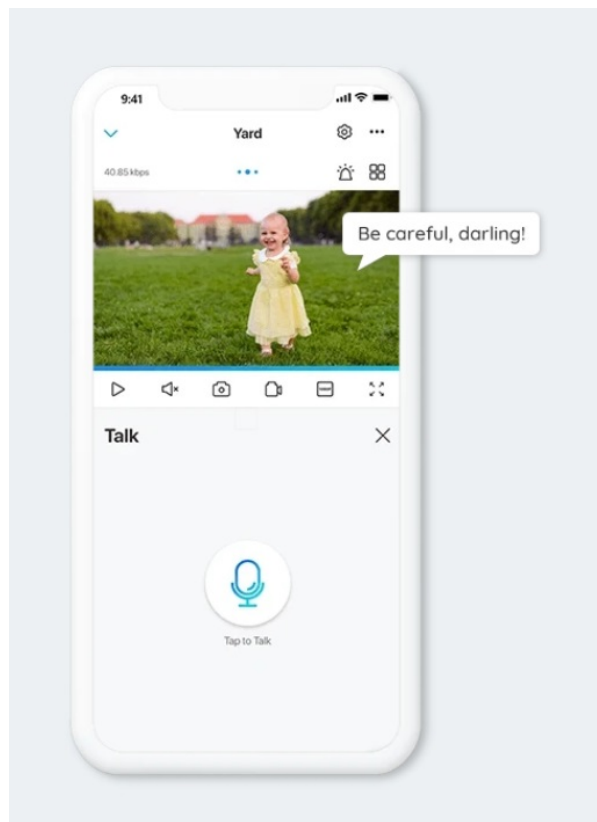 9:41
Yard
40.85 kbps
Be careful, darling!
Talk
Tap to Talk